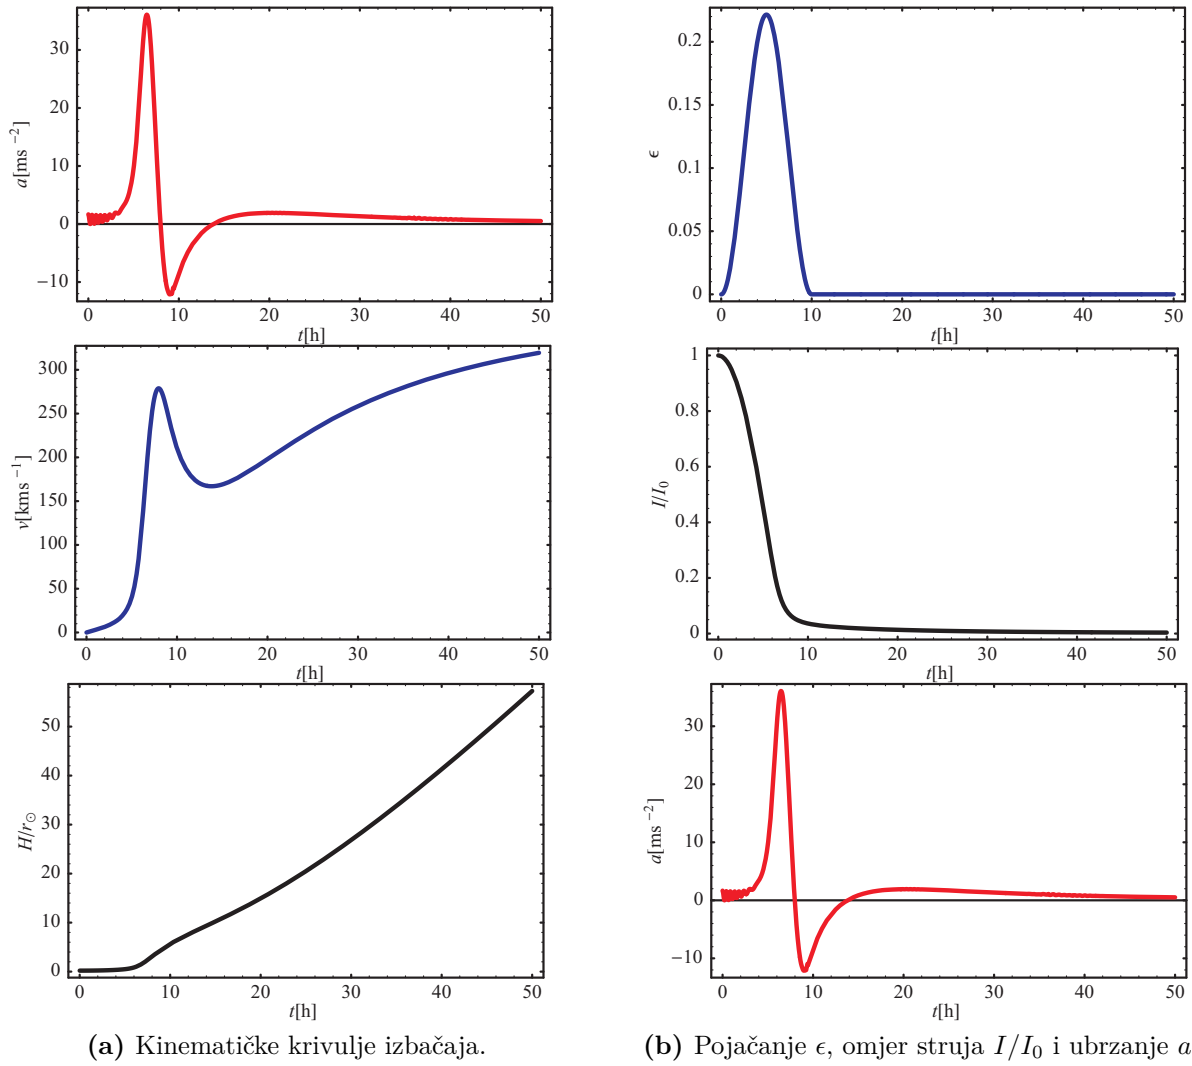 a[ms⁻²]
30
20
10
0
−10
0 10 20 30 40 50
t[h]
v[kms⁻¹]
300
250
200
150
100
50
0
0 10 20 30 40 50
t[h]
H/r☉
50
40
30
20
10
0
0 10 20 30 40 50
t[h]
(a) Kinematičke krivulje izbačaja.
ϵ
0.2
0.15
0.1
0.05
0
0 10 20 30 40 50
t[h]
I/I₀
1
0.8
0.6
0.4
0.2
0
0 10 20 30 40 50
t[h]
a[ms⁻²]
30
20
10
0
−10
0 10 20 30 40 50
t[h]
(b) Pojačanje ϵ, omjer struja I/I₀ i ubrzanje a